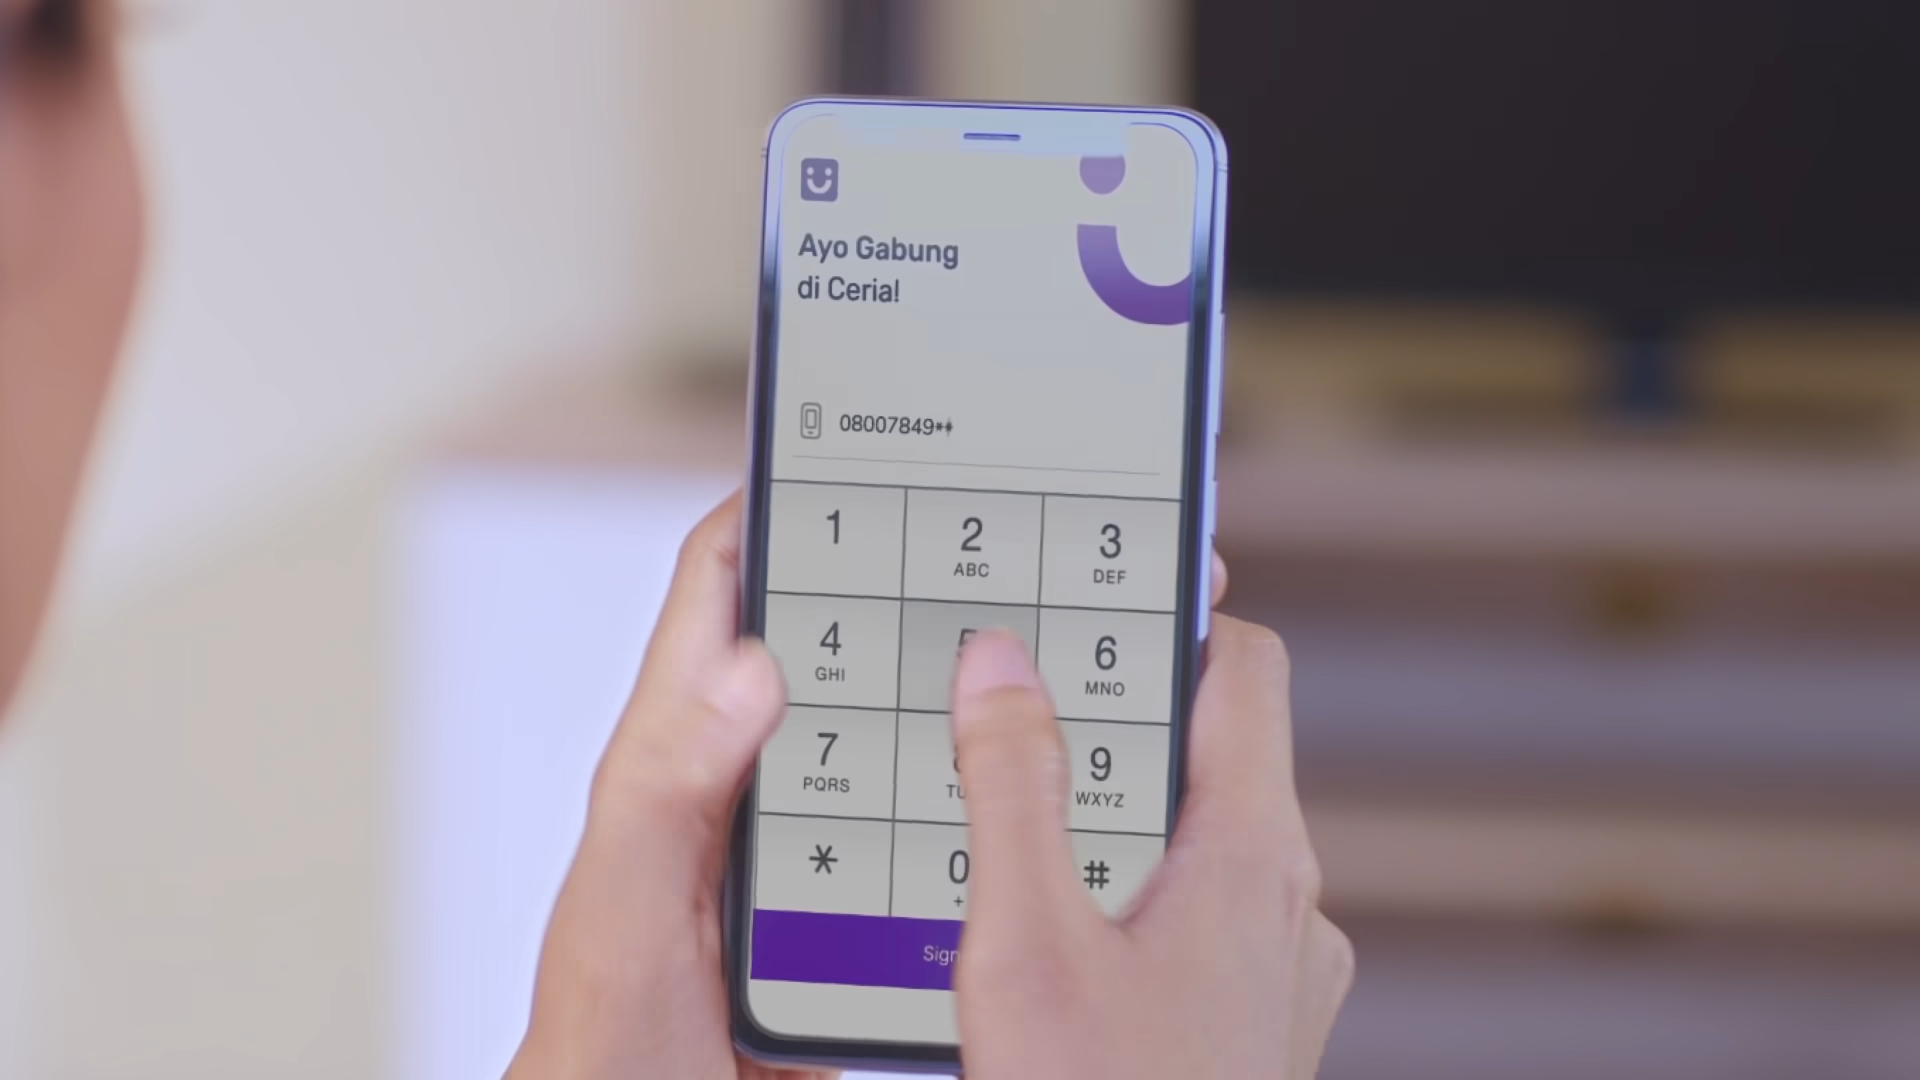 Ayo Gabung
di Ceria!
08007849**
1
2
3
ABC
DEF
4
6
GHI
MNO
7
9
PQRS
WXYZ
*
0
#
+